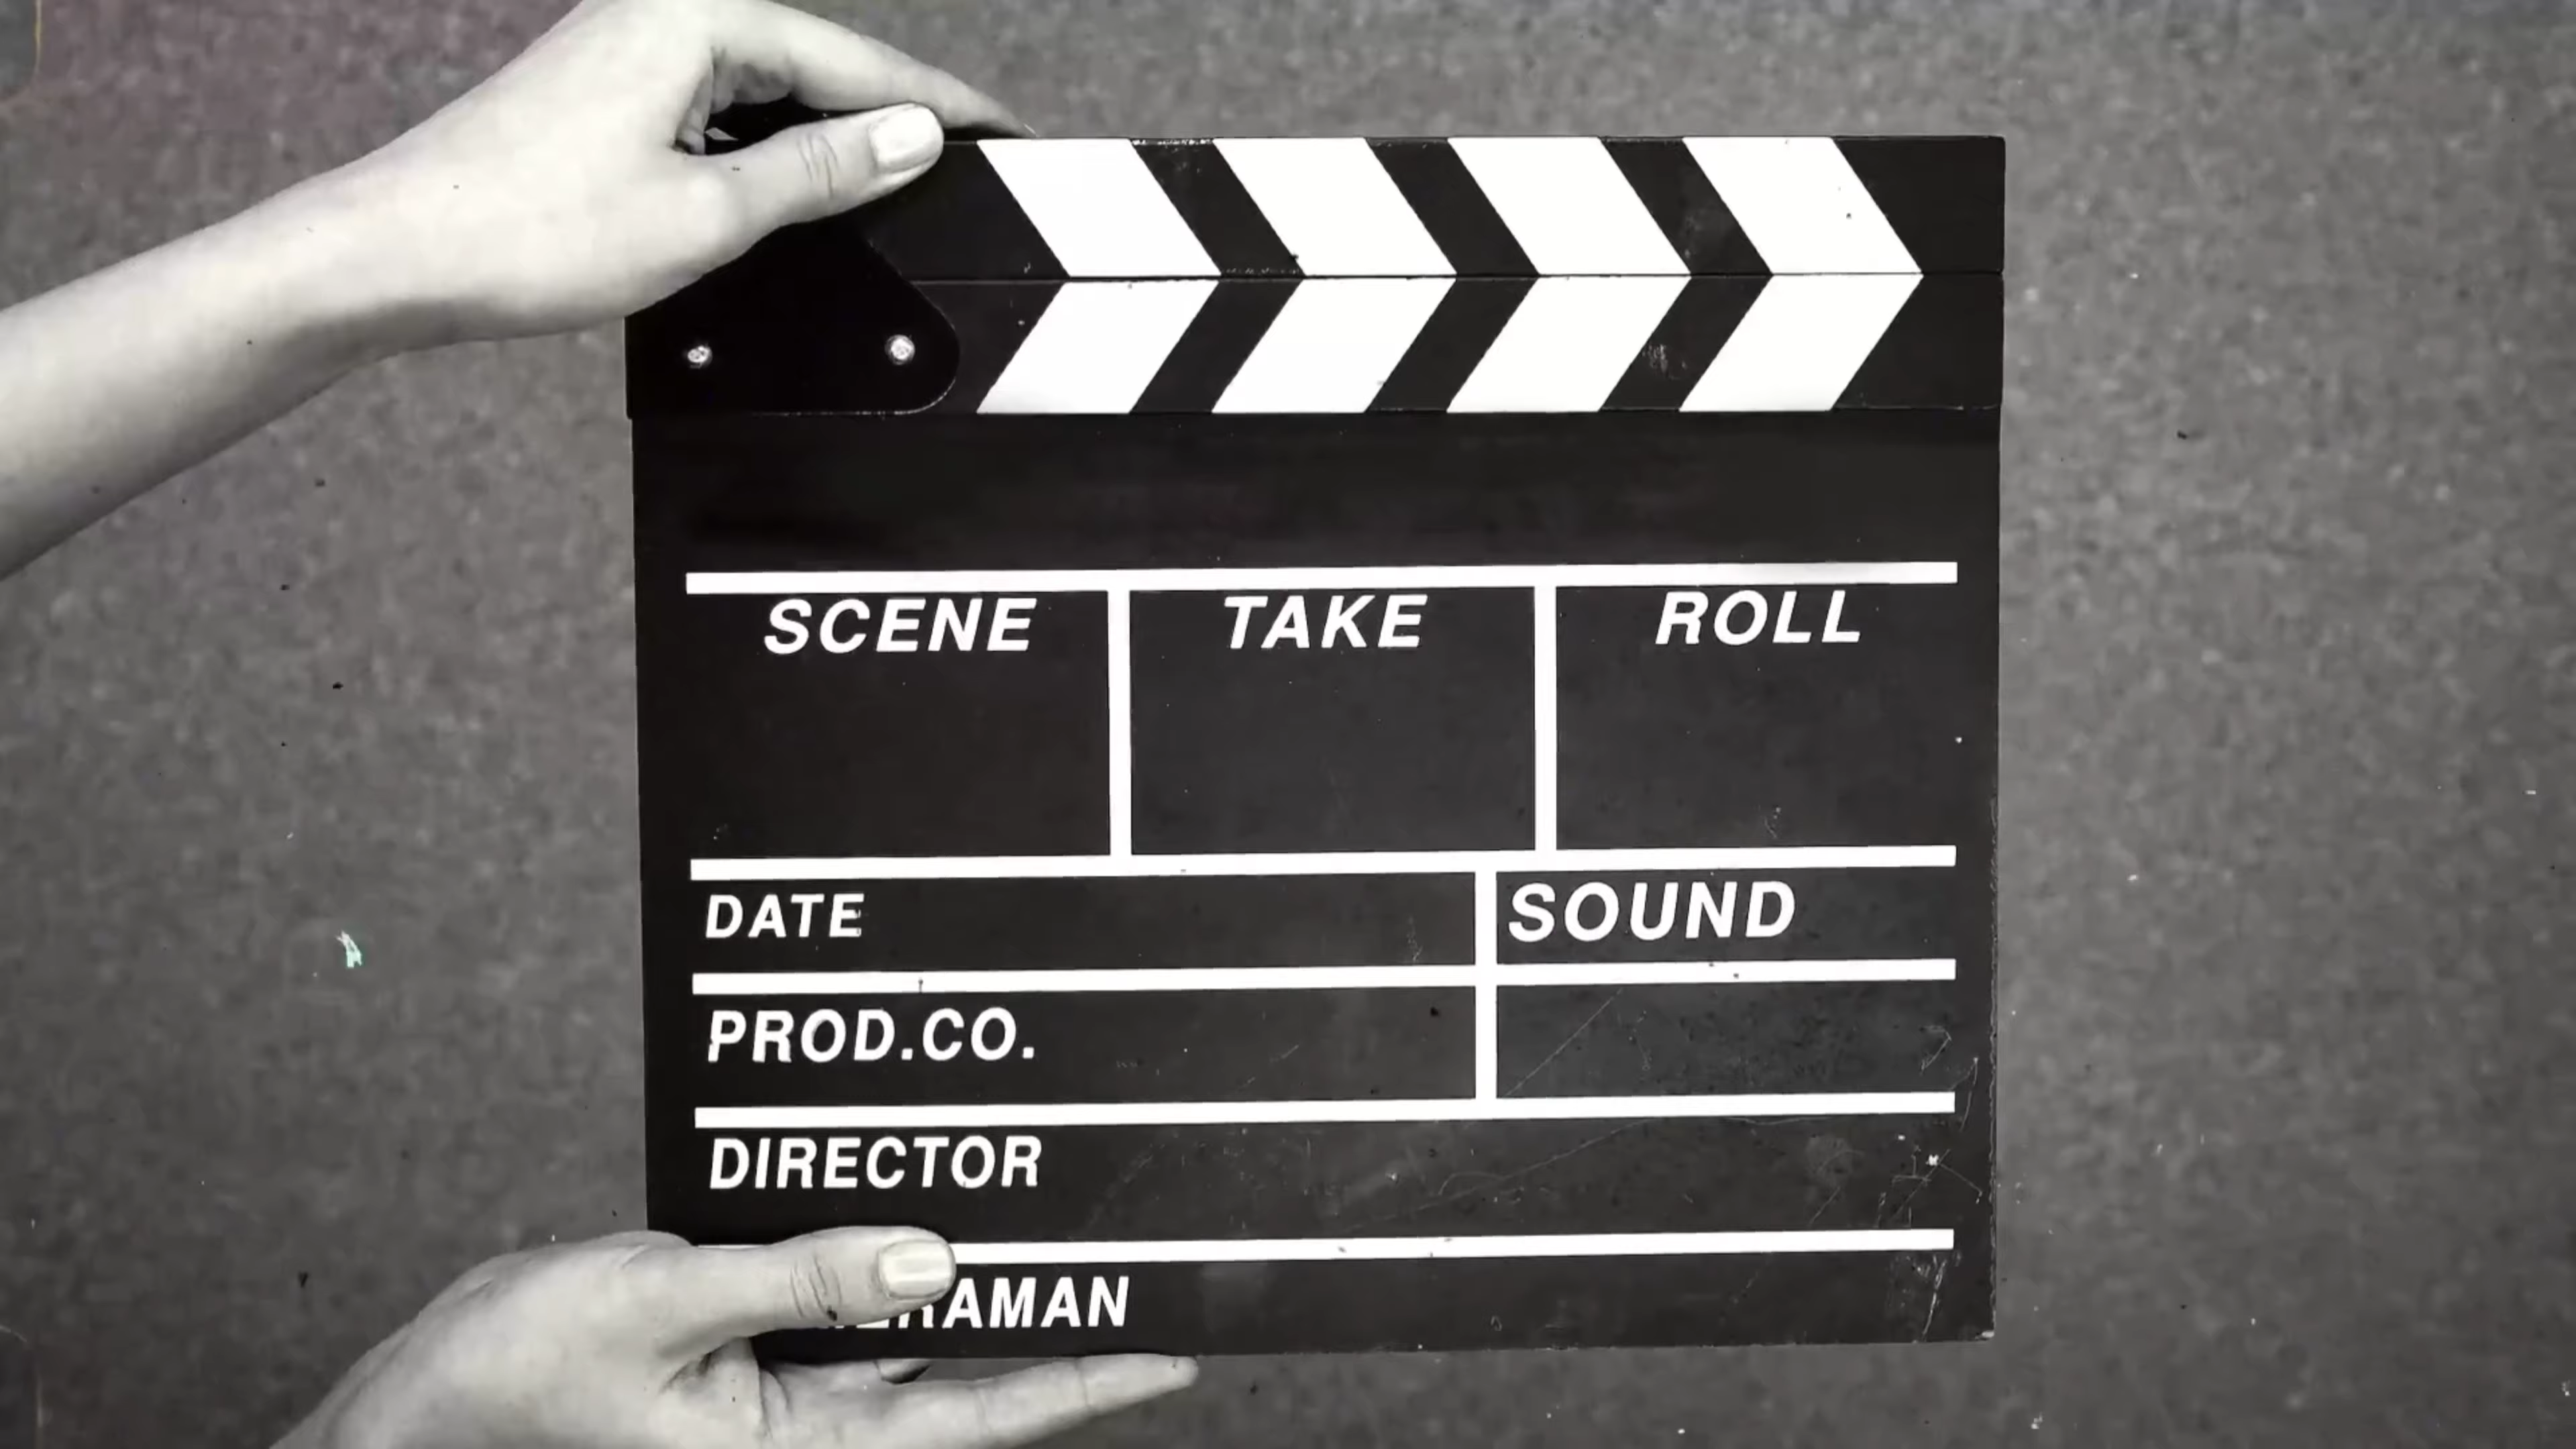 SCENE TAKE ROLL
DATE SOUND
PROD.CO.
DIRECTOR